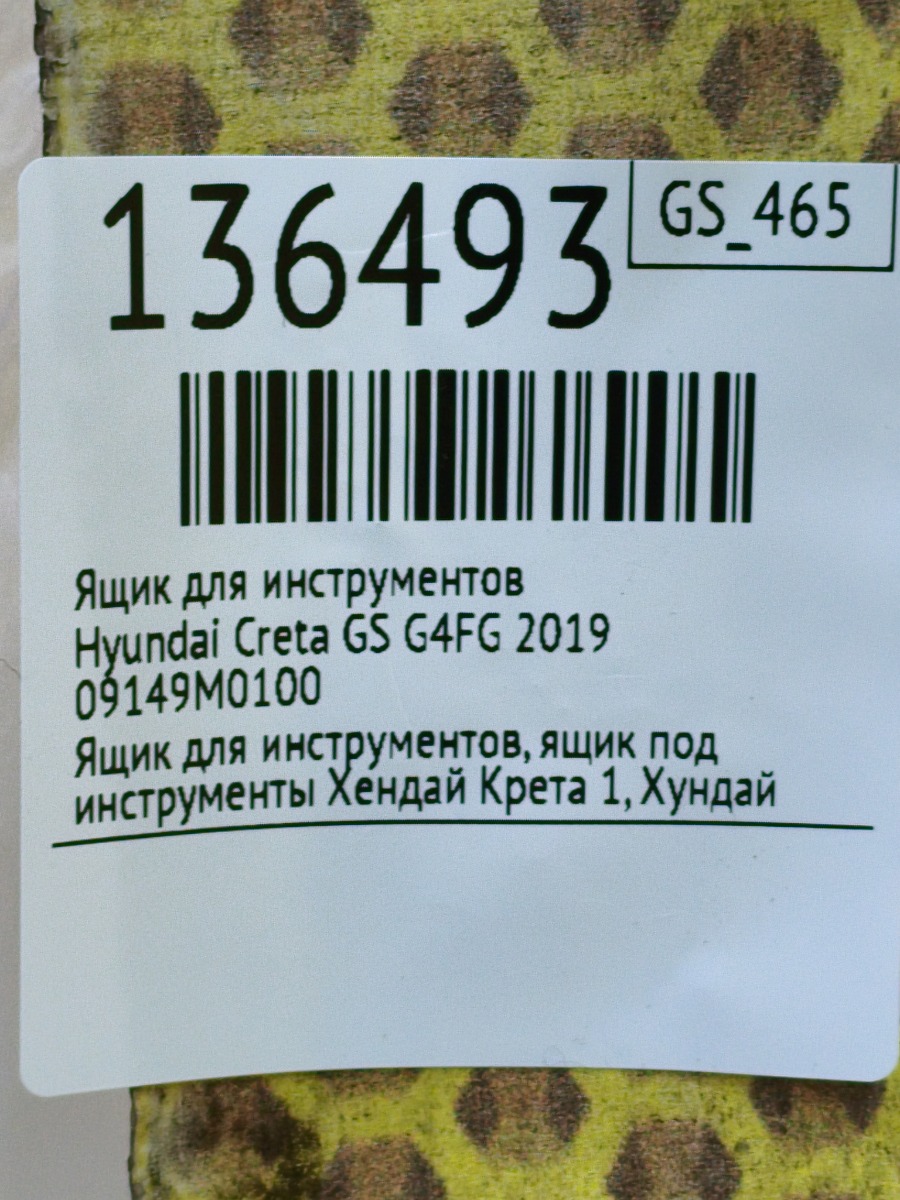 136493
GS_465
Ящик для инструментов
Hyundai Creta GS G4FG 2019
09149M0100
Ящик для инструментов, ящик под
инструменты Хендай Крета 1, Хундай